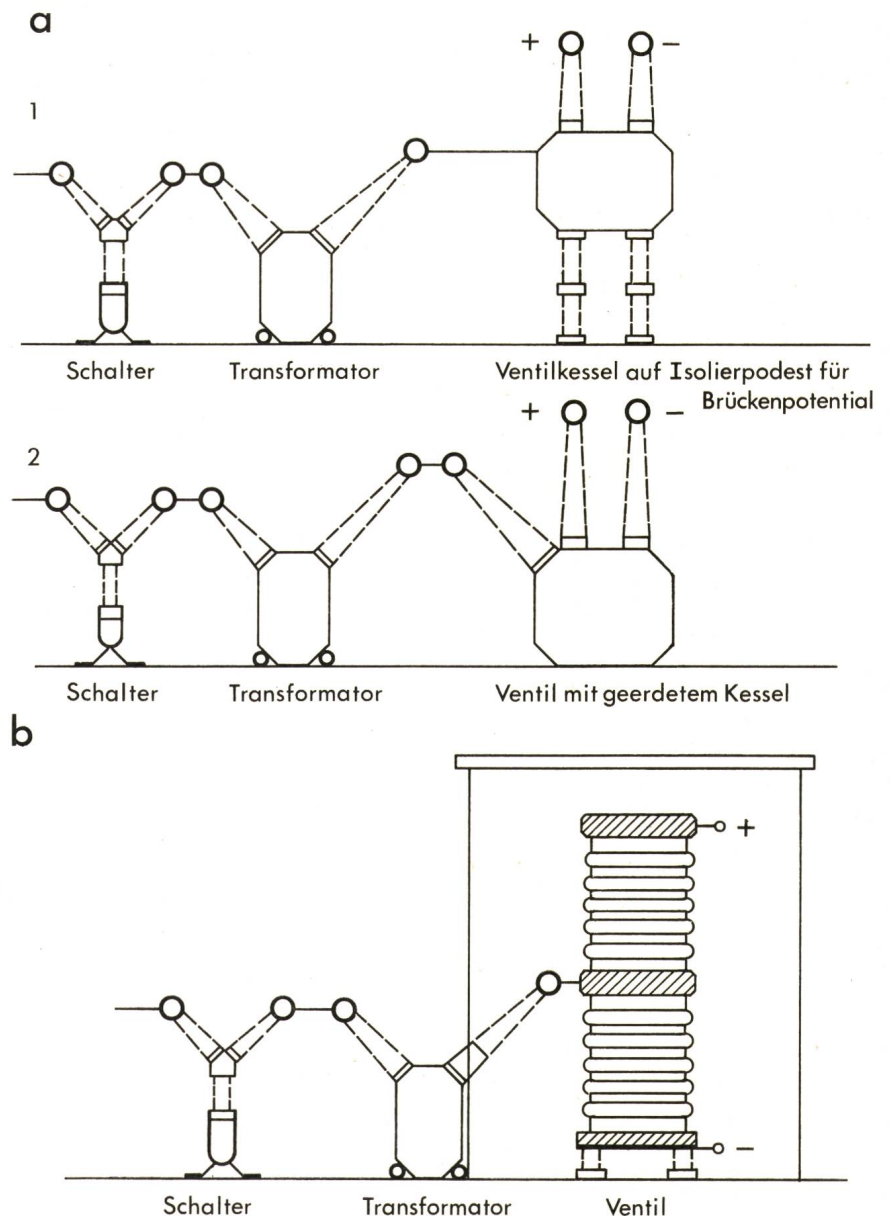 a
1
+ −
Schalter Transformator Ventilkessel auf Isolierpodest für
Brückenpotential
+ −
2
Schalter Transformator Ventil mit geerdetem Kessel
b
+
−
Schalter Transformator Ventil